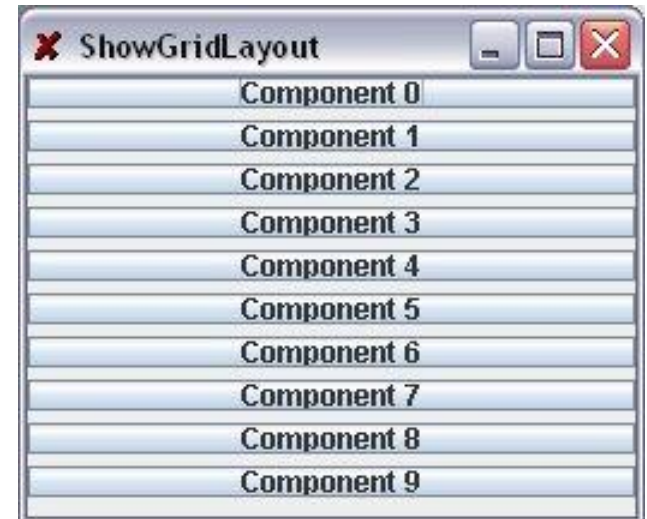 ShowGridLayout
Component 0
Component 1
Component 2
Component 3
Component 4
Component 5
Component 6
Component 7
Component 8
Component 9